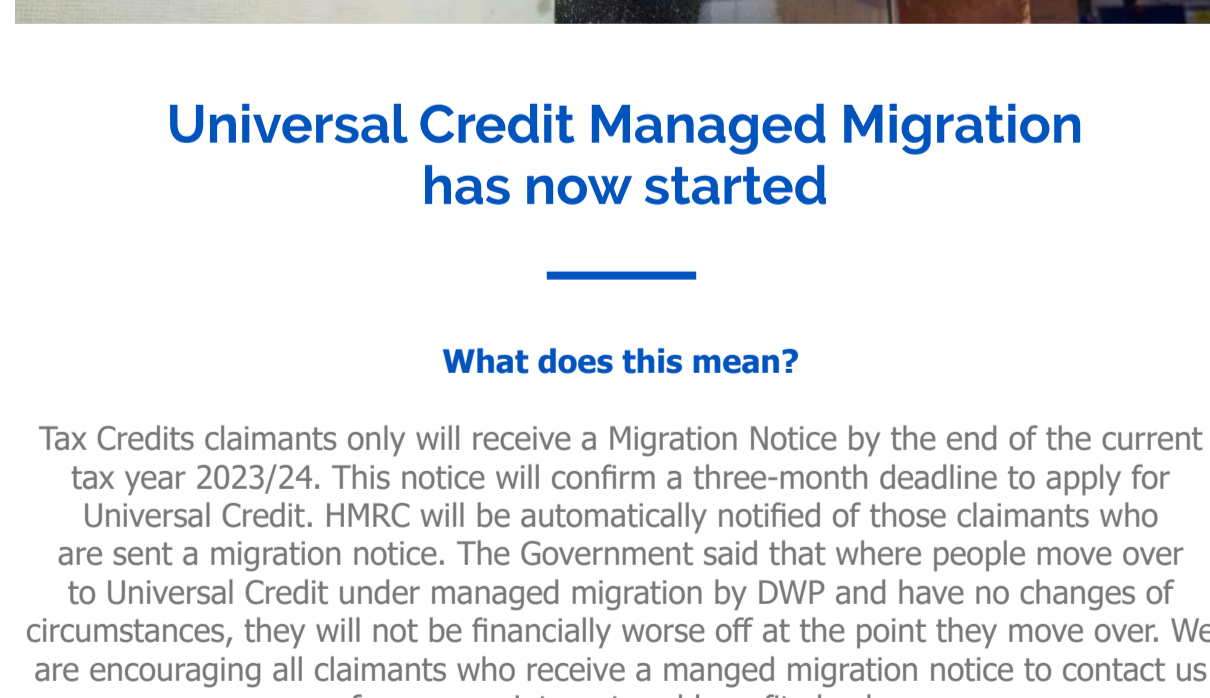 Universal Credit Managed Migration
has now started
What does this mean?
Tax Credits claimants only will receive a Migration Notice by the end of the current
tax year 2023/24. This notice will confirm a three-month deadline to apply for
Universal Credit. HMRC will be automatically notified of those claimants who
are sent a migration notice. The Government said that where people move over
to Universal Credit under managed migration by DWP and have no changes of
circumstances, they will not be financially worse off at the point they move over. We
are encouraging all claimants who receive a manged migration notice to contact us